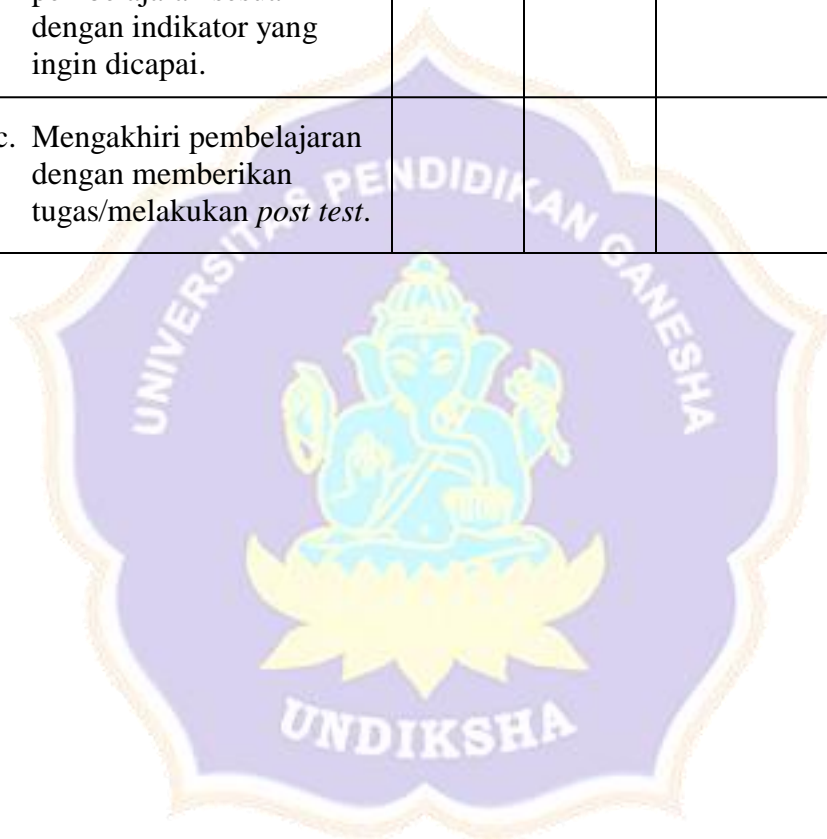 dengan indikator yang
ingin dicapai.
c. Mengakhiri pembelajaran
dengan memberikan
tugas/melakukan post test.
UNIVERSITAS PENDIDIKAN GANESHA
UNDIKSHA